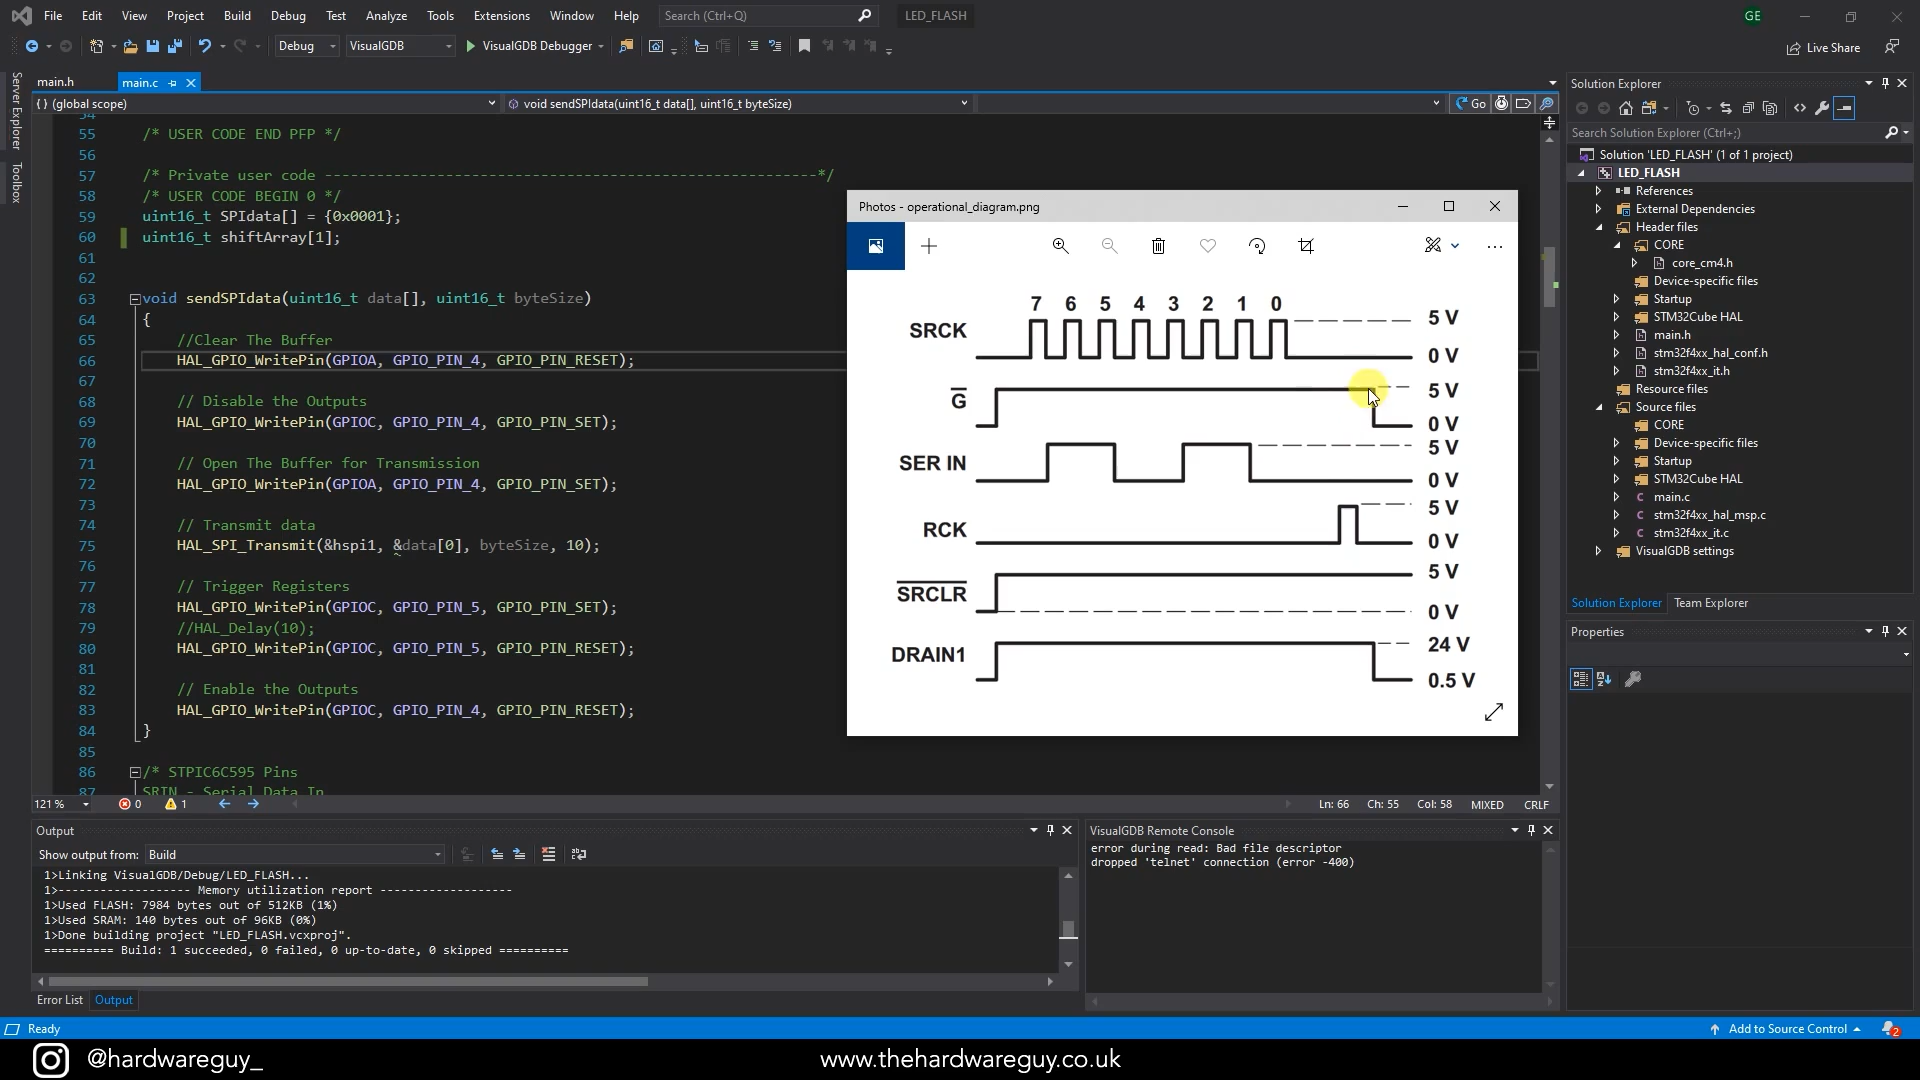 File Edit View Project Build Debug Test Analyze Tools Extensions Window Help Search (Ctrl+Q) LED_FLASH GE
Debug VisualGDB VisualGDB Debugger Live Share
Server Explorer
Toolbox
main.h main.c
{} (global scope) void sendSPIdata(uint16_t data[], uint16_t byteSize) Go
54
55 /* USER CODE END PFP */
56
57 /* Private user code ---------------------------------------------------------*/
58 /* USER CODE BEGIN 0 */
59 uint16_t SPIdata[] = {0x0001};
60 uint16_t shiftArray[1];
61
62
63 void sendSPIdata(uint16_t data[], uint16_t byteSize)
64 {
65 //Clear The Buffer
66 HAL_GPIO_WritePin(GPIOA, GPIO_PIN_4, GPIO_PIN_RESET);
67
68 // Disable the Outputs
69 HAL_GPIO_WritePin(GPIOC, GPIO_PIN_4, GPIO_PIN_SET);
70
71 // Open The Buffer for Transmission
72 HAL_GPIO_WritePin(GPIOA, GPIO_PIN_4, GPIO_PIN_SET);
73
74 // Transmit data
75 HAL_SPI_Transmit(&hspi1, &data[0], byteSize, 10);
76
77 // Trigger Registers
78 HAL_GPIO_WritePin(GPIOC, GPIO_PIN_5, GPIO_PIN_SET);
79 //HAL_Delay(10);
80 HAL_GPIO_WritePin(GPIOC, GPIO_PIN_5, GPIO_PIN_RESET);
81
82 // Enable the Outputs
83 HAL_GPIO_WritePin(GPIOC, GPIO_PIN_4, GPIO_PIN_RESET);
84 }
85
86 /* STPIC6C595 Pins
87 SRIN - Serial Data In
121 % 0 1 Ln: 66 Ch: 55 Col: 58 MIXED CRLF
Photos - operational_diagram.png
7 6 5 4 3 2 1 0
SRCK 5 V
0 V
G 5 V
0 V
SER IN 5 V
0 V
RCK 5 V
0 V
SRCLR 5 V
0 V
DRAIN1 24 V
0.5 V
Solution Explorer
Search Solution Explorer (Ctrl+;)
Solution 'LED_FLASH' (1 of 1 project)
LED_FLASH
References
External Dependencies
Header files
CORE
core_cm4.h
Device-specific files
Startup
STM32Cube HAL
main.h
stm32f4xx_hal_conf.h
stm32f4xx_it.h
Resource files
Source files
CORE
Device-specific files
Startup
STM32Cube HAL
main.c
stm32f4xx_hal_msp.c
stm32f4xx_it.c
VisualGDB settings
Solution Explorer Team Explorer
Properties
Output
Show output from: Build
1>Linking VisualGDB/Debug/LED_FLASH...
1>------------------- Memory utilization report -------------------
1>Used FLASH: 7984 bytes out of 512KB (1%)
1>Used SRAM: 140 bytes out of 96KB (0%)
1>Done building project "LED_FLASH.vcxproj".
========== Build: 1 succeeded, 0 failed, 0 up-to-date, 0 skipped ==========
Error List Output
VisualGDB Remote Console
error during read: Bad file descriptor
dropped 'telnet' connection (error -400)
Ready Add to Source Control 2
@hardwareguy_ www.thehardwareguy.co.uk